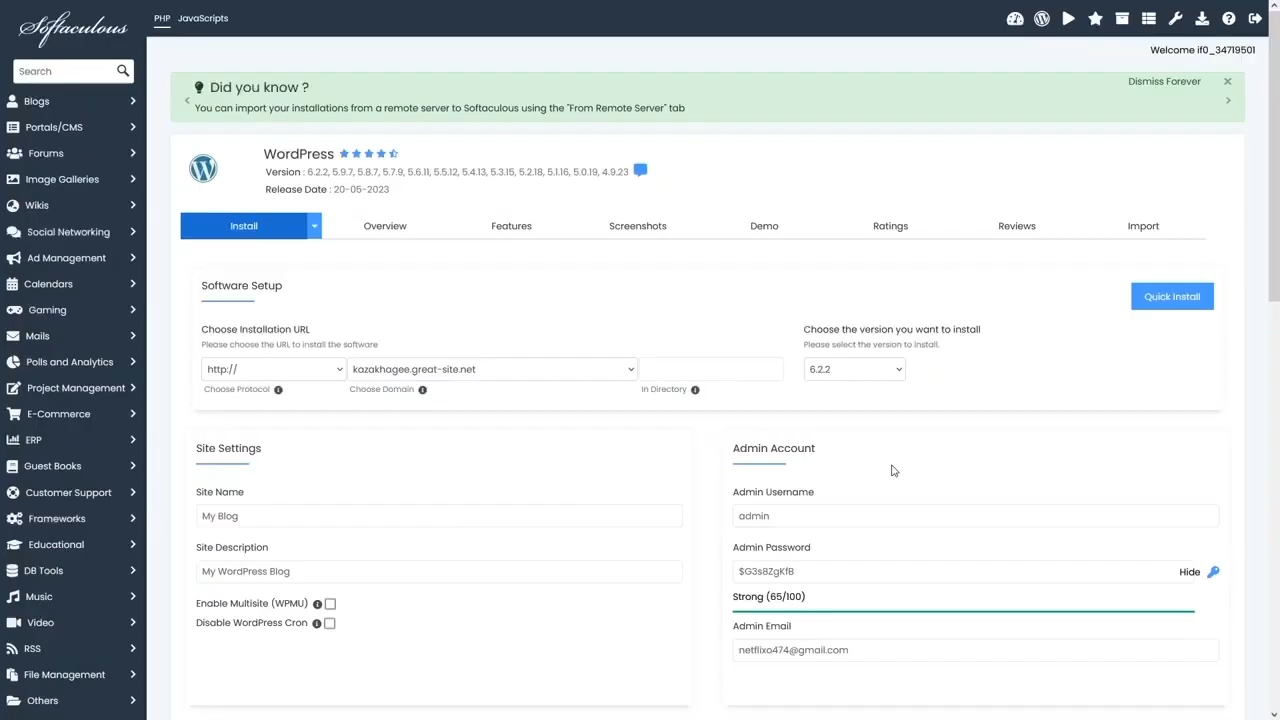 Softaculous
PHP JavaScripts
Welcome if0_34719501
Search
Blogs
Portals/CMS
Forums
Image Galleries
Wikis
Social Networking
Ad Management
Calendars
Gaming
Mails
Polls and Analytics
Project Management
E-Commerce
ERP
Guest Books
Customer Support
Frameworks
Educational
DB Tools
Music
Video
RSS
File Management
Others
Did you know ?
Dismiss Forever
You can import your installations from a remote server to Softaculous using the "From Remote Server" tab
WordPress
Version : 6.2.2, 5.9.7, 5.8.7, 5.7.9, 5.6.11, 5.5.12, 5.4.13, 5.3.15, 5.2.18, 5.1.16, 5.0.19, 4.9.23
Release Date : 20-05-2023
Install Overview Features Screenshots Demo Ratings Reviews Import
Software Setup
Quick Install
Choose Installation URL
Please choose the URL to install the software
http:// kazakhagee.great-site.net
Choose Protocol Choose Domain In Directory
Choose the version you want to install
Please select the version to install.
6.2.2
Site Settings
Site Name
My Blog
Site Description
My WordPress Blog
Enable Multisite (WPMU)
Disable WordPress Cron
Admin Account
Admin Username
admin
Admin Password
$G3s8ZgKfB Hide
Strong (65/100)
Admin Email
netflixo474@gmail.com